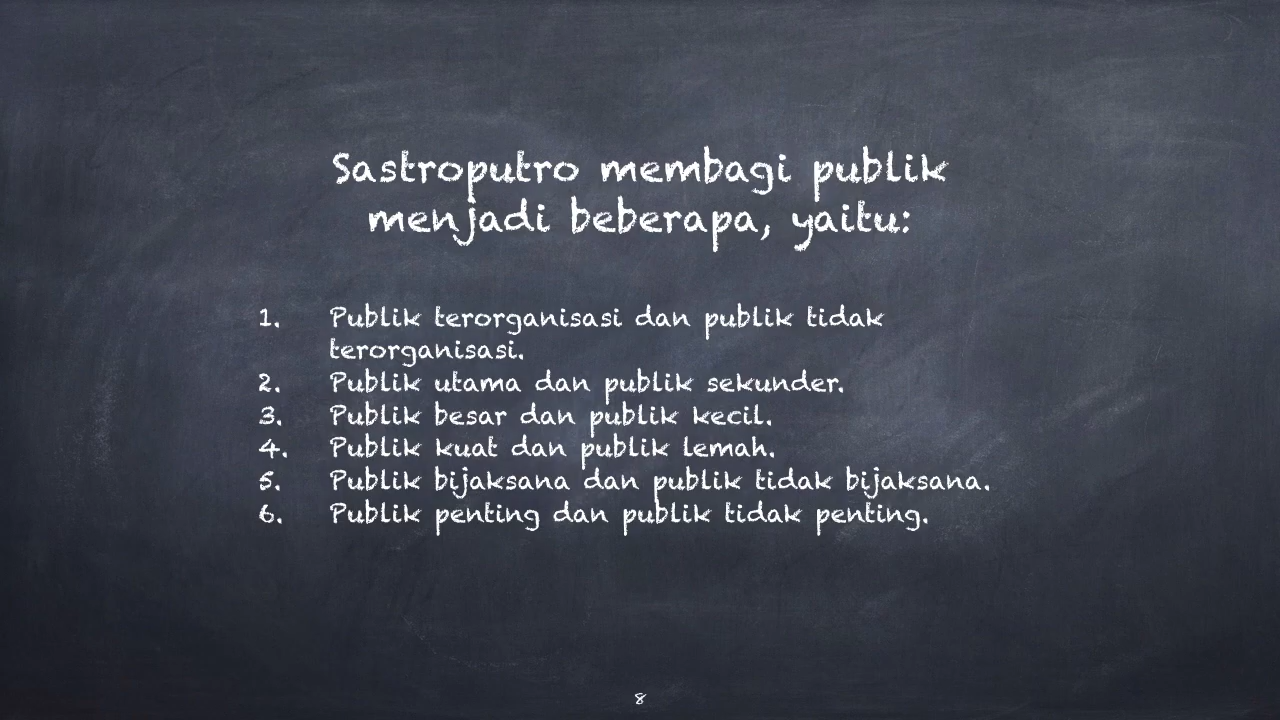 Sastroputro membagi publik
menjadi beberapa, yaitu:
1. Publik terorganisasi dan publik tidak
terorganisasi.
2. Publik utama dan publik sekunder.
3. Publik besar dan publik kecil.
4. Publik kuat dan publik lemah.
5. Publik bijaksana dan publik tidak bijaksana.
6. Publik penting dan publik tidak penting.
8